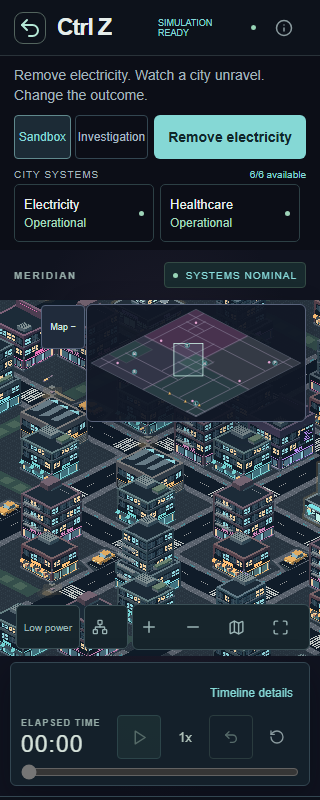 Ctrl Z
SIMULATION
READY
Remove electricity. Watch a city unravel.
Change the outcome.
Sandbox
Investigation
Remove electricity
CITY SYSTEMS
6/6 available
Electricity
Operational
Healthcare
Operational
MERIDIAN
SYSTEMS NOMINAL
Map −
Low power
Timeline details
ELAPSED TIME
00:00
1x